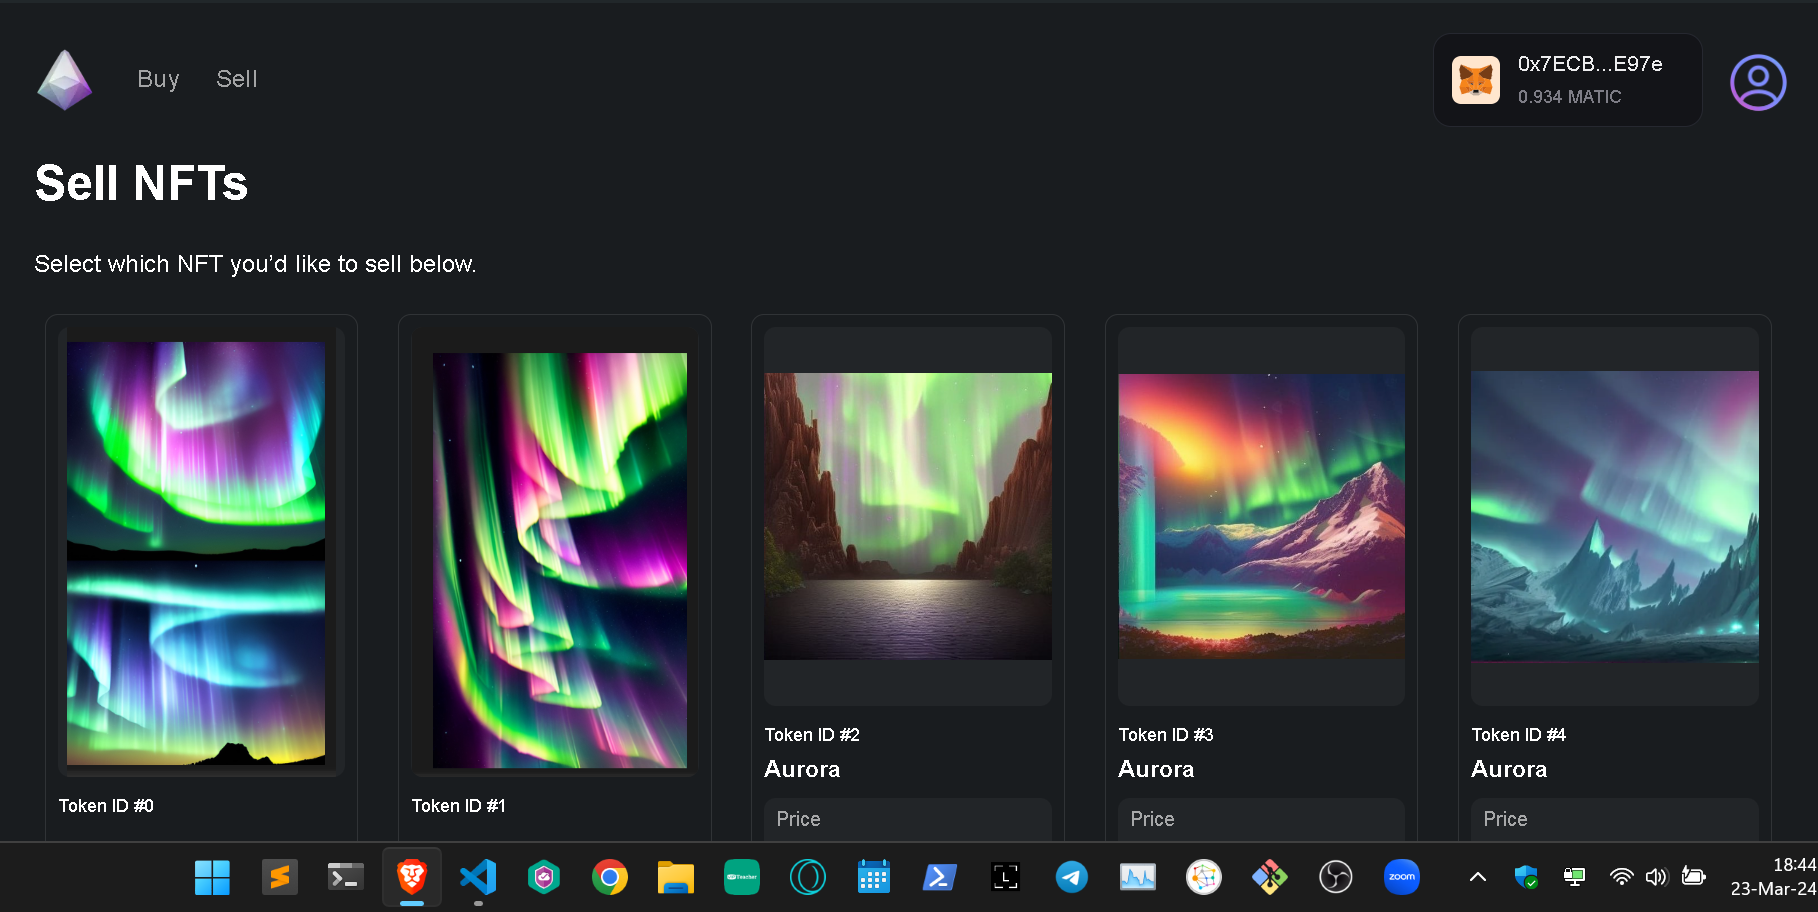 Buy Sell
0x7ECB...E97e
0.934 MATIC
Sell NFTs
Select which NFT you’d like to sell below.
Token ID #0
Token ID #1
Token ID #2
Aurora
Price
Token ID #3
Aurora
Price
Token ID #4
Aurora
Price
zoom
18:44
23-Mar-24